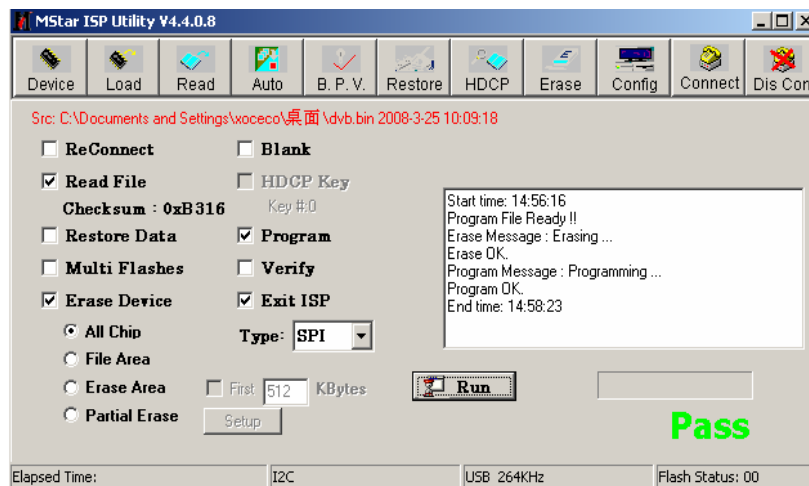 MStar ISP Utility V4.4.0.8
Device Load Read Auto B. P. V. Restore HDCP Erase Config Connect Dis Con
Src: C:\Documents and Settings\xoceco\桌面\dvb.bin 2008-3-25 10:09:18
ReConnect Blank
Read File HDCP Key
Checksum : 0xB316 Key #:0
Restore Data Program
Multi Flashes Verify
Erase Device Exit ISP
All Chip Type: SPI
File Area
Erase Area First 512 KBytes
Partial Erase Setup
Start time: 14:56:16
Program File Ready !!
Erase Message : Erasing ...
Erase OK.
Program Message : Programming ...
Program OK.
End time: 14:58:23
Run
Pass
Elapsed Time: I2C USB 264KHz Flash Status: 00